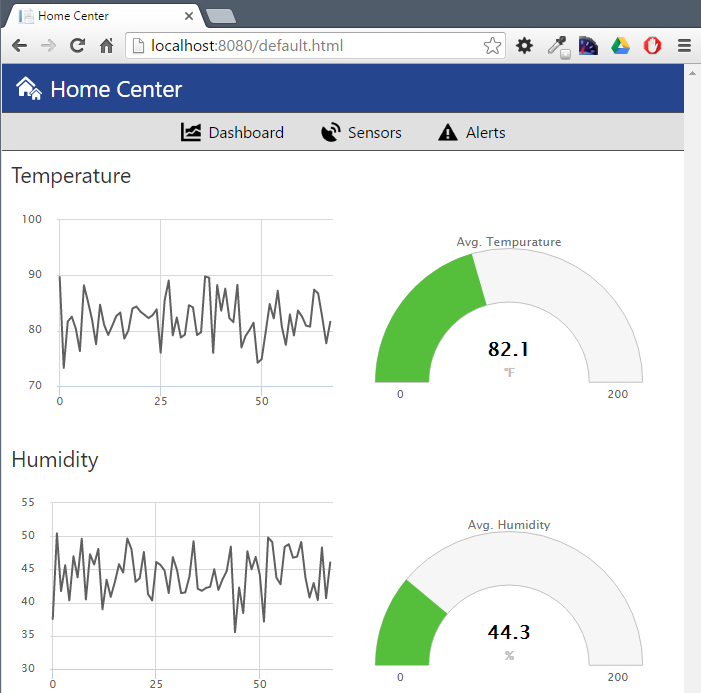 Home Center
localhost:8080/default.html
Home Center
Dashboard Sensors Alerts
Temperature
100
90
80
70
0 25 50
Avg. Tempurature
82.1
°F
0 200
Humidity
55
50
45
40
35
30
0 25 50
Avg. Humidity
44.3
%
0 200